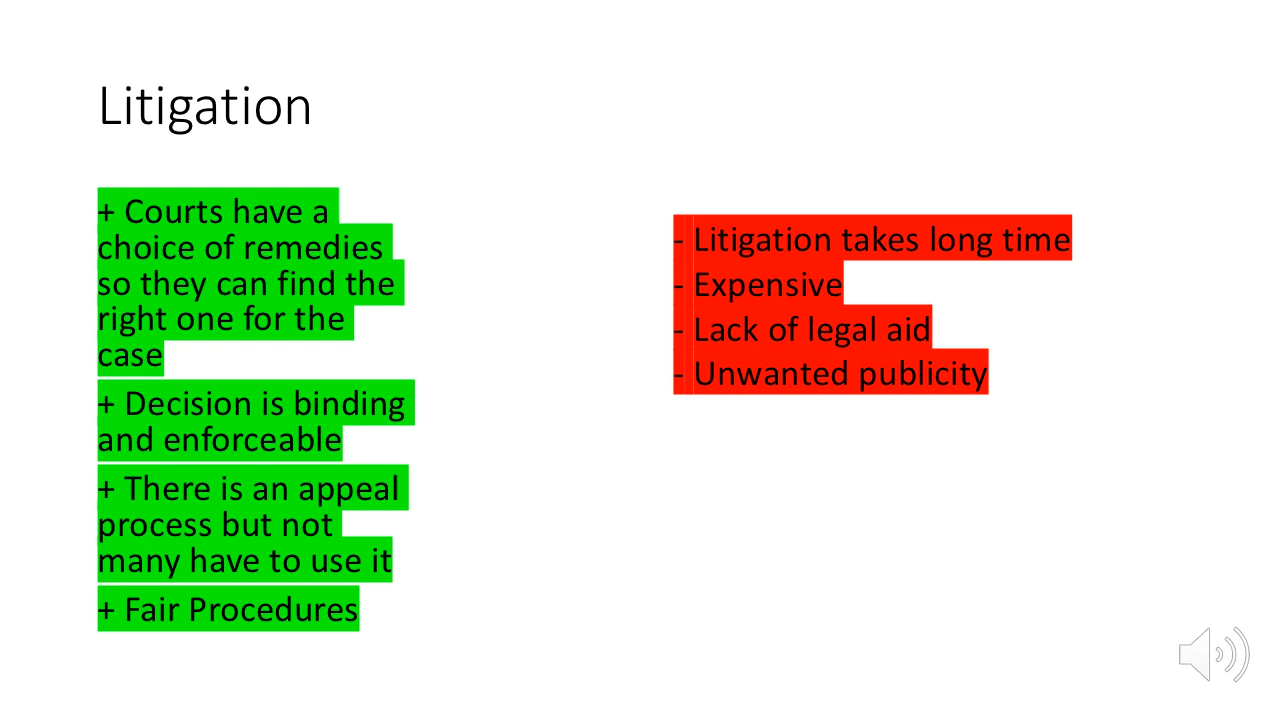 Litigation
+ Courts have a
choice of remedies
so they can find the
right one for the
case
+ Decision is binding
and enforceable
+ There is an appeal
process but not
many have to use it
+ Fair Procedures
- Litigation takes long time
- Expensive
- Lack of legal aid
- Unwanted publicity